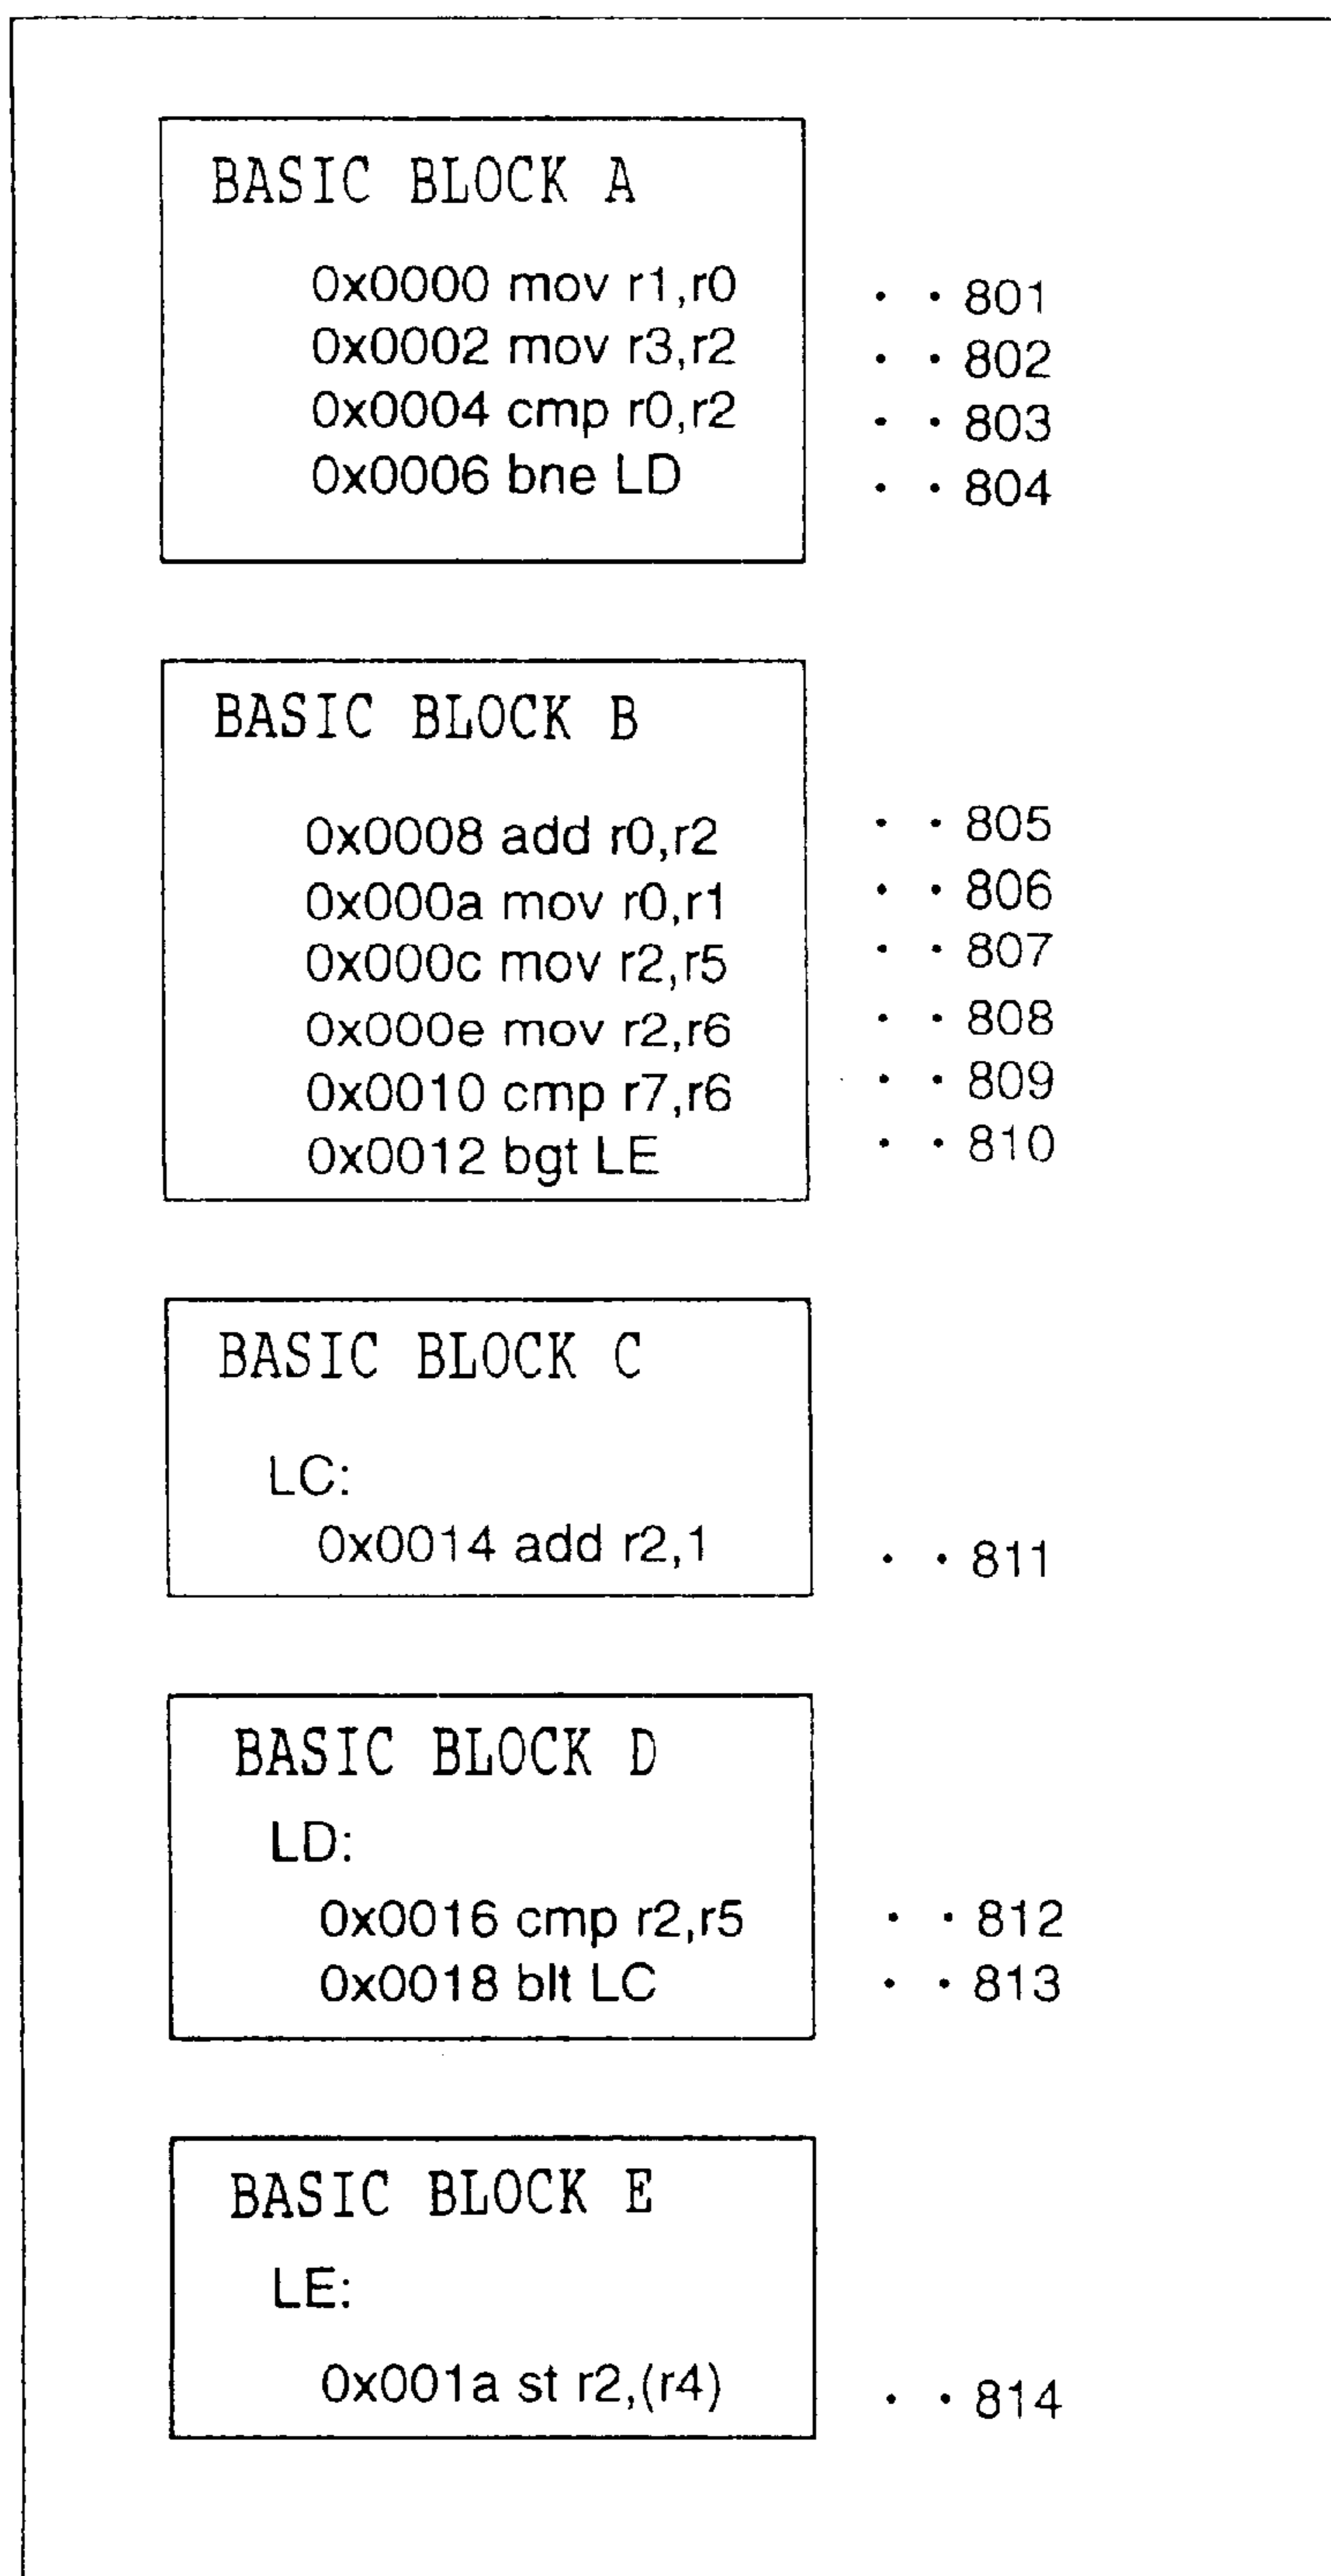 BASIC BLOCK A
0x0000 mov r1,r0 · · 801
0x0002 mov r3,r2 · · 802
0x0004 cmp r0,r2 · · 803
0x0006 bne LD · · 804
BASIC BLOCK B
0x0008 add r0,r2 · · 805
0x000a mov r0,r1 · · 806
0x000c mov r2,r5 · · 807
0x000e mov r2,r6 · · 808
0x0010 cmp r7,r6 · · 809
0x0012 bgt LE · · 810
BASIC BLOCK C
LC:
0x0014 add r2,1 · · 811
BASIC BLOCK D
LD:
0x0016 cmp r2,r5 · · 812
0x0018 blt LC · · 813
BASIC BLOCK E
LE:
0x001a st r2,(r4) · · 814